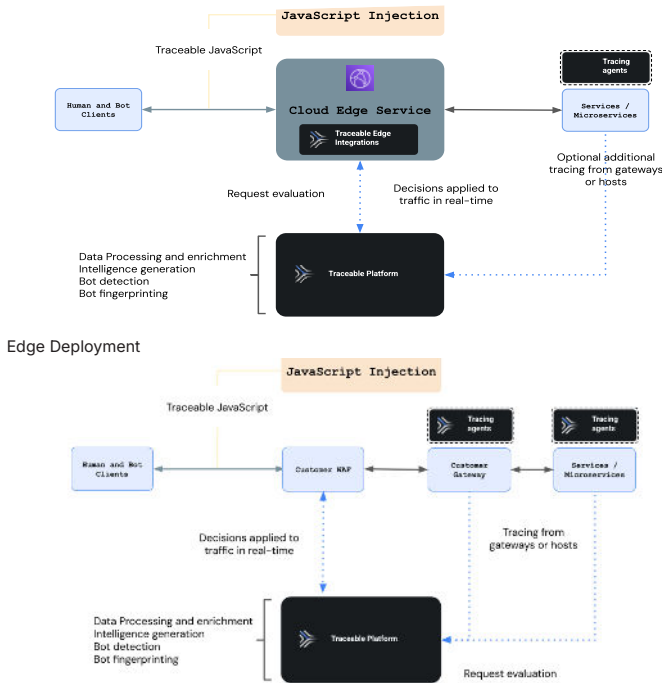 JavaScript Injection
Traceable JavaScript
Tracing
agents
Human and Bot
Clients
Cloud Edge Service
Traceable Edge
Integrations
Services /
Microservices
Optional additional
tracing from gateways
or hosts
Request evaluation
Decisions applied to
traffic in real-time
Data Processing and enrichment
Intelligence generation
Bot detection
Bot fingerprinting
Traceable Platform
Edge Deployment
JavaScript Injection
Traceable JavaScript
Tracing
agents
Tracing
agents
Human and Bot
Clients
Customer WAF
Customer
Gateway
Services /
Microservices
Decisions applied to
traffic in real-time
Tracing from
gateways or hosts
Data Processing and enrichment
Intelligence generation
Bot detection
Bot fingerprinting
Traceable Platform
Request evaluation